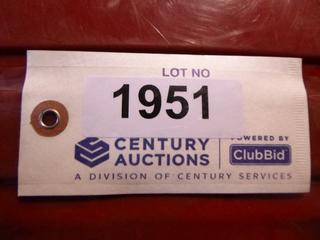 LOT NO
1951
CENTURY AUCTIONS
POWERED BY
ClubBid
A DIVISION OF CENTURY SERVICES